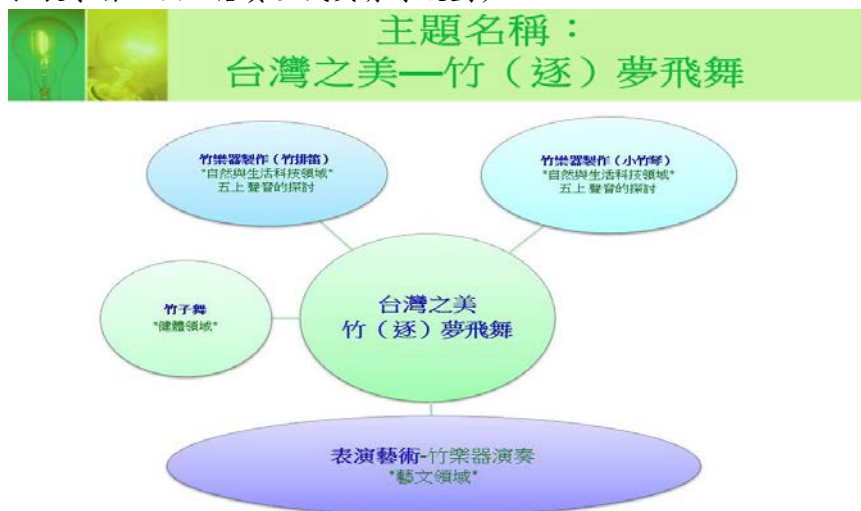 主題名稱：
台灣之美—竹（逐）夢飛舞
竹樂器製作（竹排笛）
"自然與生活科技領域"
五上 聲音的探討
竹樂器製作（小竹琴）
"自然與生活科技領域"
五上 聲音的探討
竹子舞
"健體領域"
台灣之美
竹（逐）夢飛舞
表演藝術-竹樂器演奏
"藝文領域"